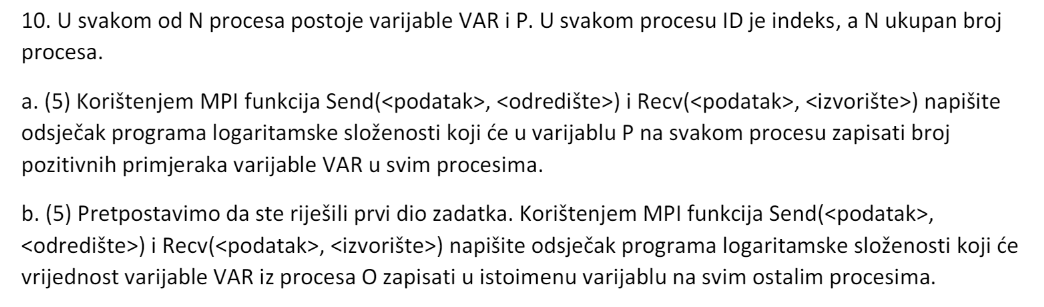 10. U svakom od N procesa postoje varijable VAR i P. U svakom procesu ID je indeks, a N ukupan broj
procesa.
a. (5) Korištenjem MPI funkcija Send(<podatak>, <odredište>) i Recv(<podatak>, <izvorište>) napišite
odsječak programa logaritamske složenosti koji će u varijablu P na svakom procesu zapisati broj
pozitivnih primjeraka varijable VAR u svim procesima.
b. (5) Pretpostavimo da ste riješili prvi dio zadatka. Korištenjem MPI funkcija Send(<podatak>,
<odredište>) i Recv(<podatak>, <izvorište>) napišite odsječak programa logaritamske složenosti koji će
vrijednost varijable VAR iz procesa O zapisati u istoimenu varijablu na svim ostalim procesima.